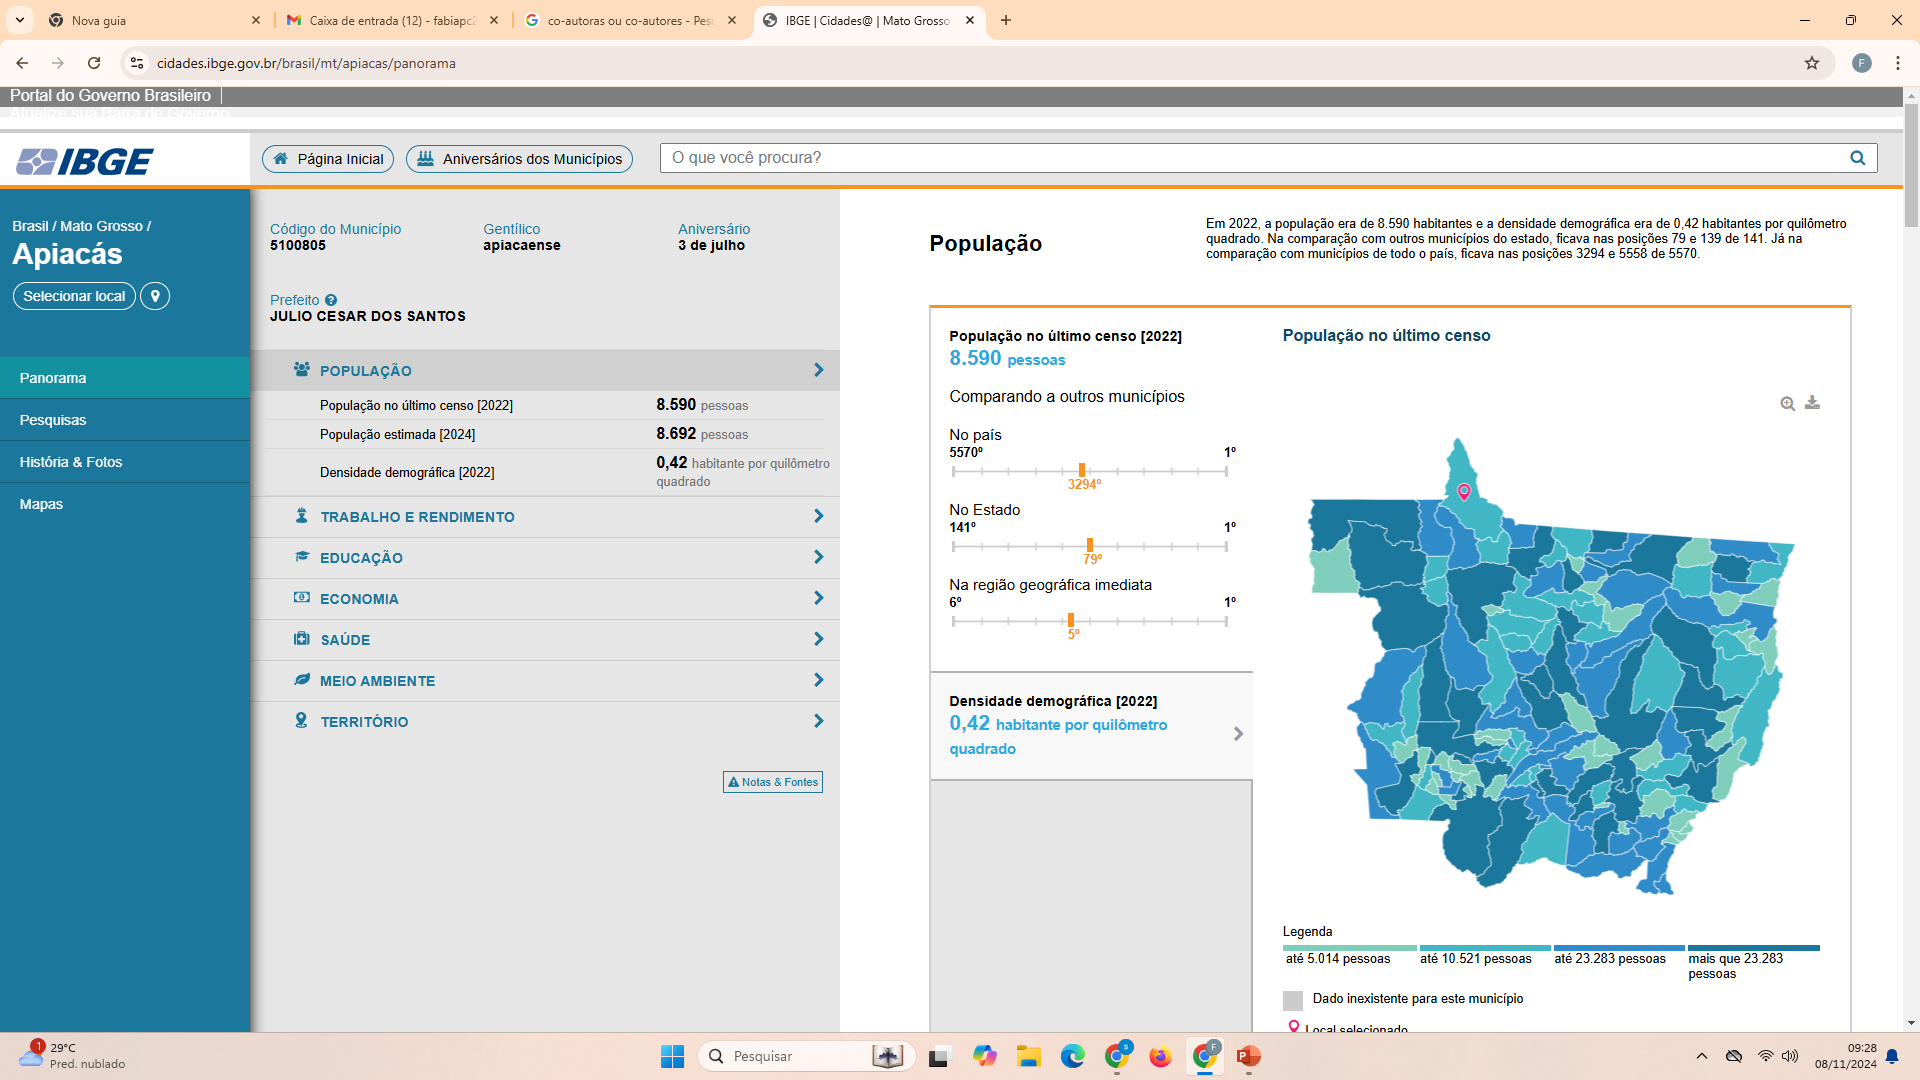 Nova guia
Caixa de entrada (12) - fabiapc2
co-autoras ou co-autores - Pesc
IBGE | Cidades@ | Mato Grosso
cidades.ibge.gov.br/brasil/mt/apiacas/panorama
F
Portal do Governo Brasileiro
Atualize sua Barra de Governo
IBGE
Página Inicial
Aniversários dos Municípios
O que você procura?
Brasil / Mato Grosso /
Apiacás
Selecionar local
Panorama
Pesquisas
História & Fotos
Mapas
Código do Município
5100805
Gentílico
apiacaense
Aniversário
3 de julho
Prefeito ?
JULIO CESAR DOS SANTOS
POPULAÇÃO
População no último censo [2022] 8.590 pessoas
População estimada [2024] 8.692 pessoas
Densidade demográfica [2022] 0,42 habitante por quilômetro
quadrado
TRABALHO E RENDIMENTO
EDUCAÇÃO
ECONOMIA
SAÚDE
MEIO AMBIENTE
TERRITÓRIO
Notas & Fontes
População
Em 2022, a população era de 8.590 habitantes e a densidade demográfica era de 0,42 habitantes por quilômetro
quadrado. Na comparação com outros municípios do estado, ficava nas posições 79 e 139 de 141. Já na
comparação com municípios de todo o país, ficava nas posições 3294 e 5558 de 5570.
População no último censo [2022]
8.590 pessoas
Comparando a outros municípios
No país
5570º 1º
3294º
No Estado
141º 1º
79º
Na região geográfica imediata
6º 1º
5º
Densidade demográfica [2022]
0,42 habitante por quilômetro
quadrado
População no último censo
Legenda
até 5.014 pessoas
até 10.521 pessoas
até 23.283 pessoas
mais que 23.283
pessoas
Dado inexistente para este município
Local selecionado
1
29°C
Pred. nublado
Pesquisar
S
F
P
09:28
08/11/2024